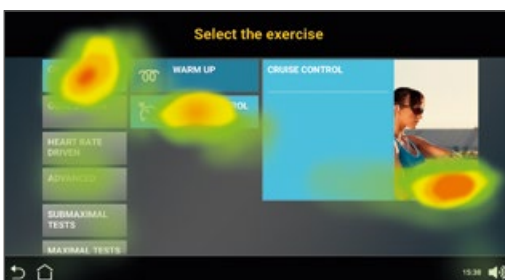 Select the exercise
WARM UP
CRUISE CONTROL
HEART RATE
DRIVEN
ADVANCED
SUBMAXIMAL
TESTS
MAXIMAL TESTS
15:38